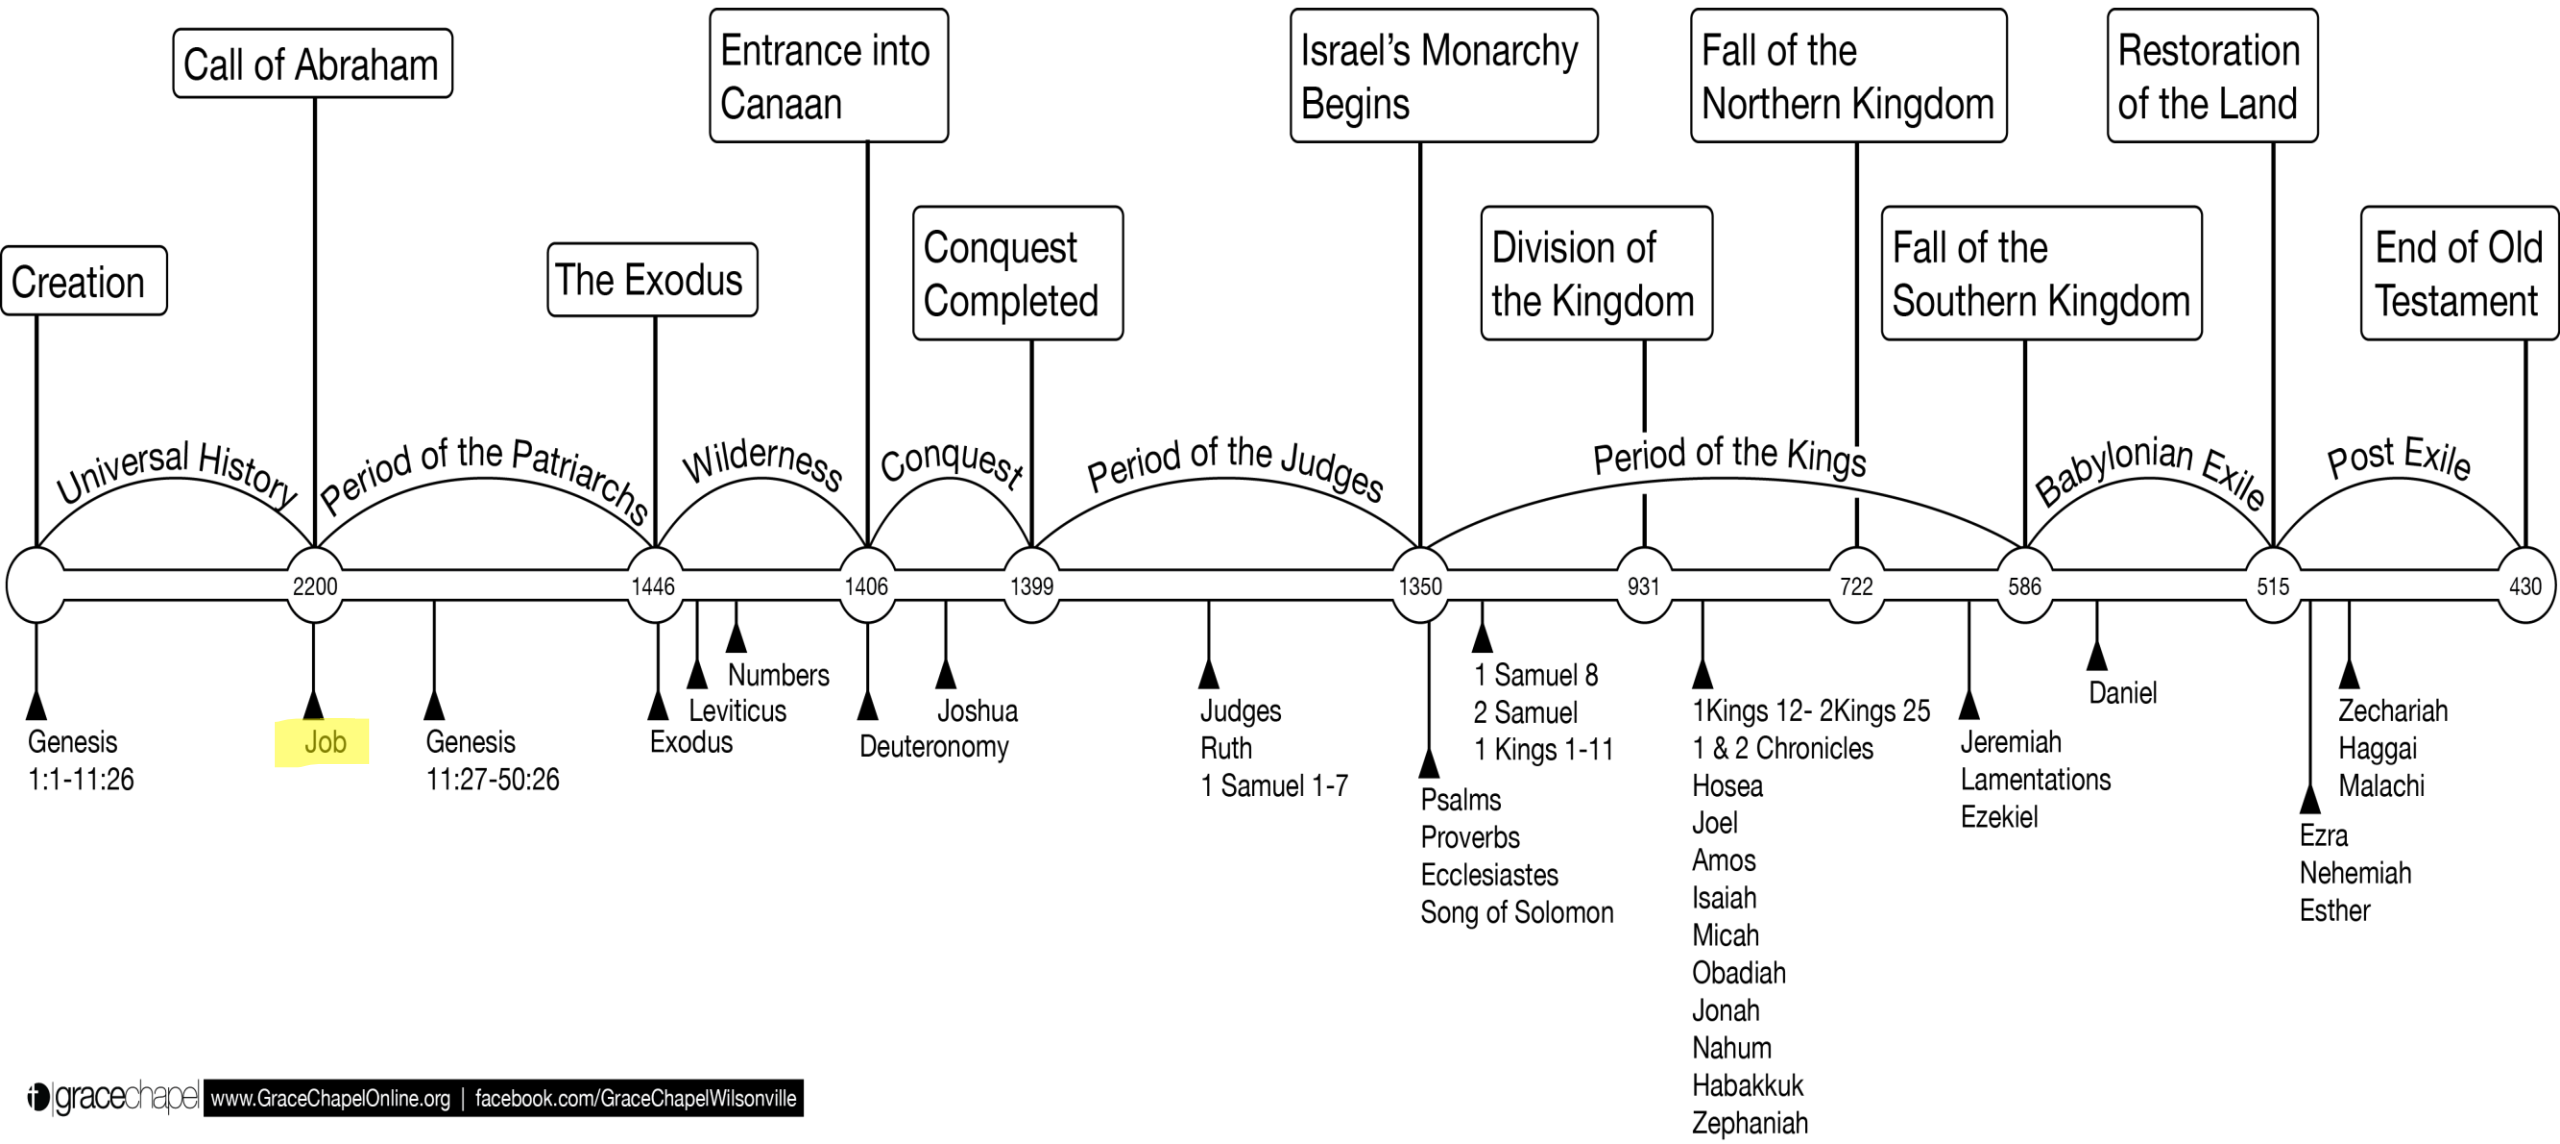 Call of Abraham
Entrance into
Canaan
Israel's Monarchy
Begins
Fall of the
Northern Kingdom
Restoration
of the Land
Creation
The Exodus
Conquest
Completed
Division of
the Kingdom
Fall of the
Southern Kingdom
End of Old
Testament
Universal History
Period of the Patriarchs
Wilderness
Conquest
Period of the Judges
Period of the Kings
Babylonian Exile
Post Exile
2200
1446
1406
1399
1350
931
722
586
515
430
Genesis
1:1-11:26
Job
Genesis
11:27-50:26
Exodus
Leviticus
Numbers
Deuteronomy
Joshua
Judges
Ruth
1 Samuel 1-7
Psalms
Proverbs
Ecclesiastes
Song of Solomon
1 Samuel 8
2 Samuel
1 Kings 1-11
1Kings 12- 2Kings 25
1 & 2 Chronicles
Hosea
Joel
Amos
Isaiah
Micah
Obadiah
Jonah
Nahum
Habakkuk
Zephaniah
Jeremiah
Lamentations
Ezekiel
Daniel
Ezra
Nehemiah
Esther
Zechariah
Haggai
Malachi
gracechapel www.GraceChapelOnline.org | facebook.com/GraceChapelWilsonville